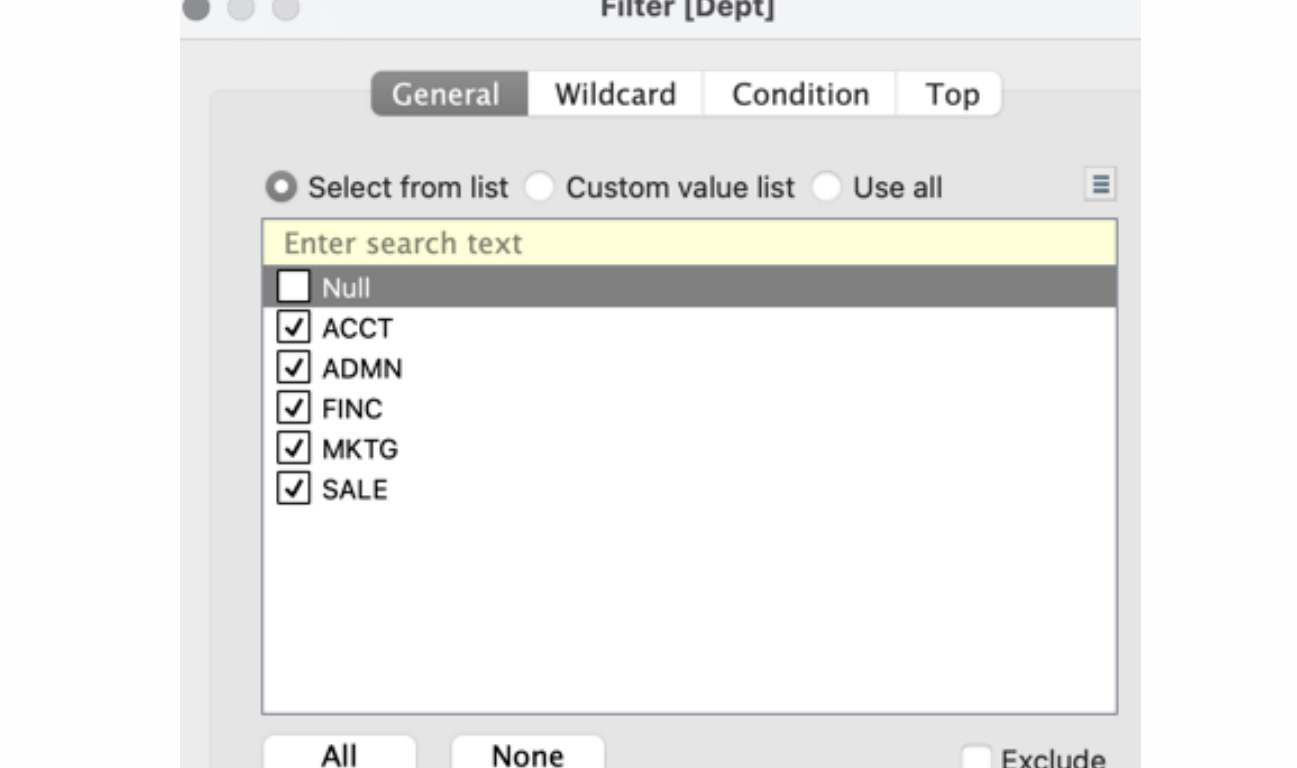 Filter [Dept]
General Wildcard Condition Top
Select from list Custom value list Use all
Enter search text
Null
ACCT
ADMN
FINC
MKTG
SALE
All None Exclude